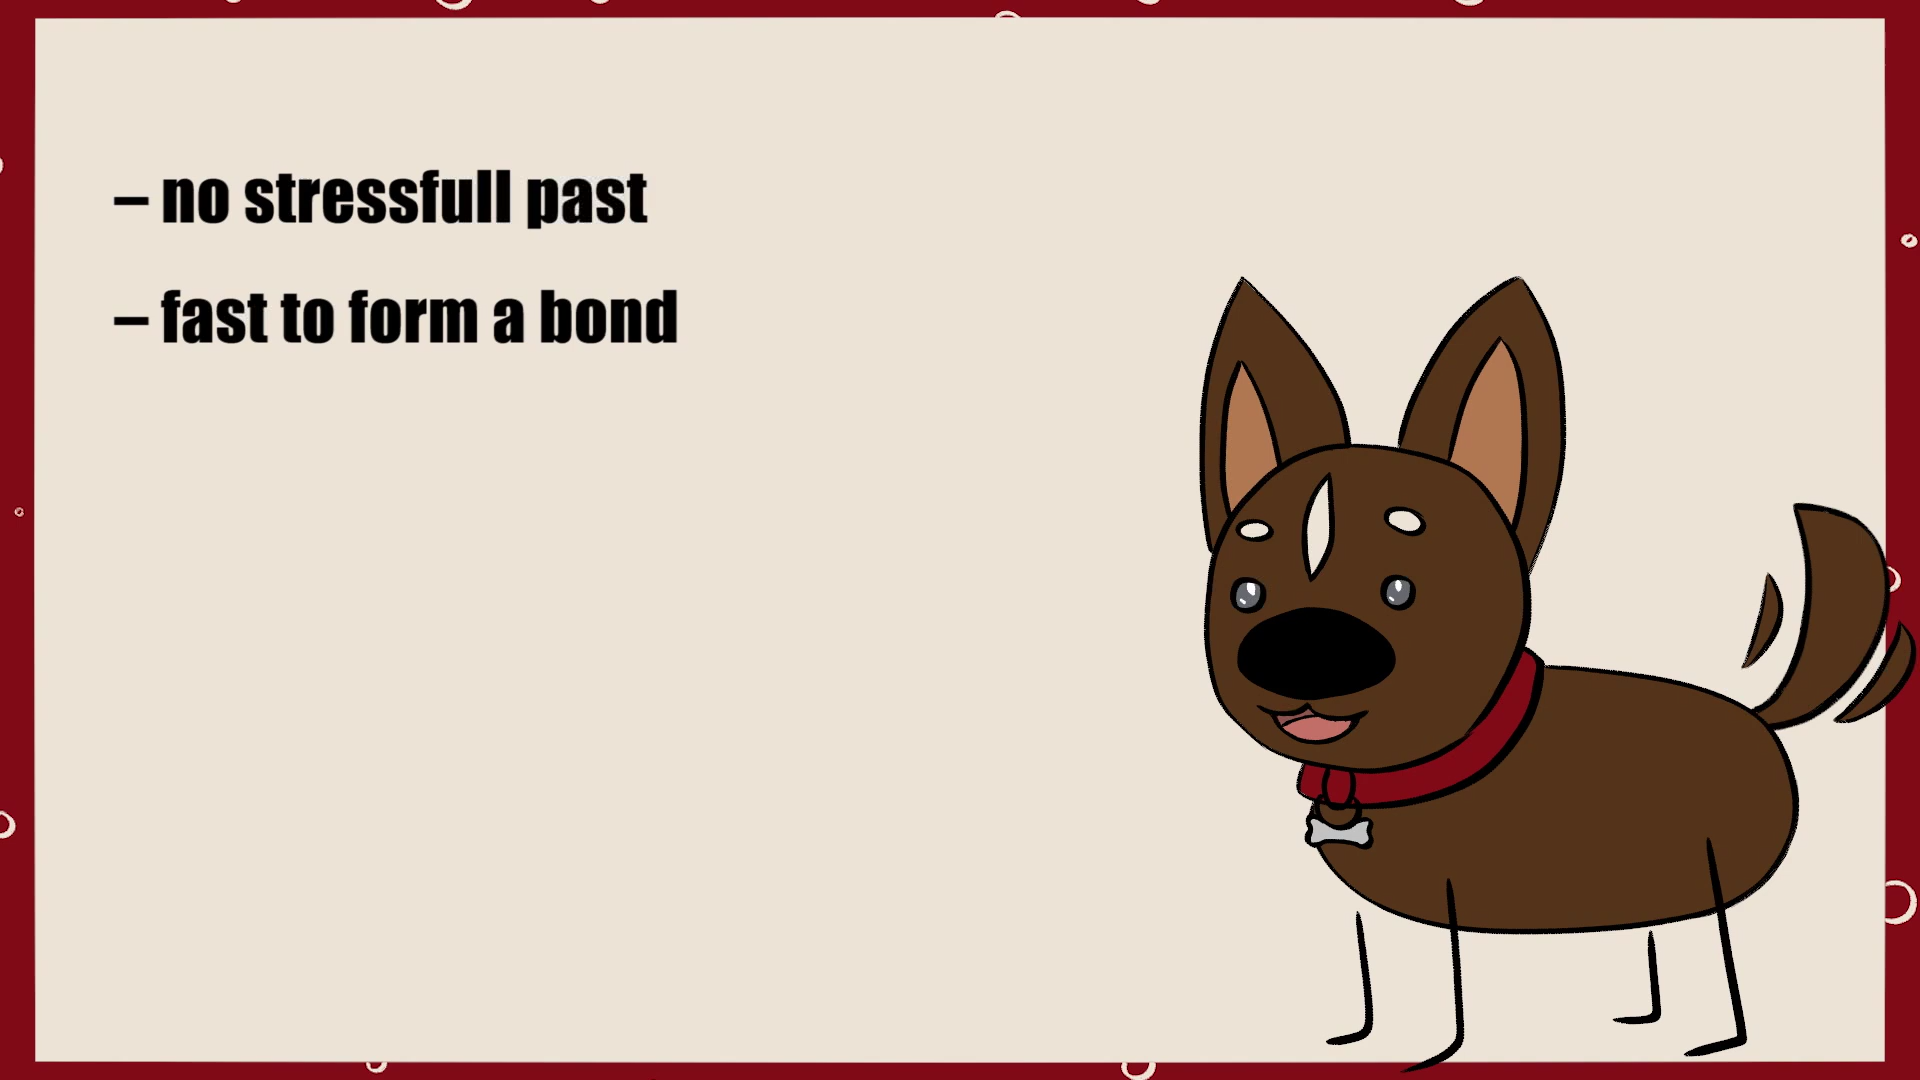 – no stressfull past
– fast to form a bond